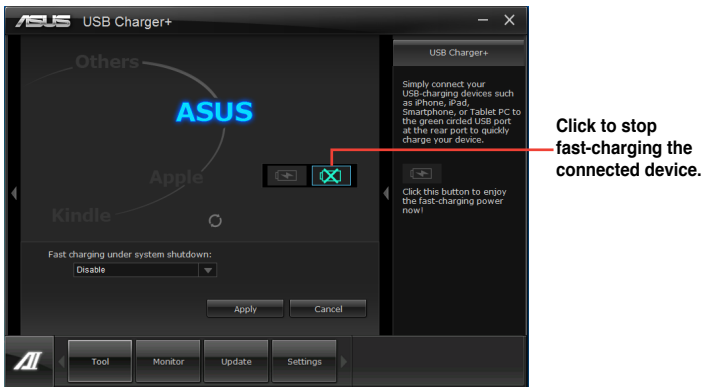 ASUS USB Charger+
Others
ASUS
Apple
Kindle
Fast charging under system shutdown:
Disable
Apply
Cancel
USB Charger+
Simply connect your
USB-charging devices such
as iPhone, iPad,
Smartphone, or Tablet PC to
the green circled USB port
at the rear port to quickly
charge your device.
Click this button to enjoy
the fast-charging power
now!
Click to stop
fast-charging the
connected device.
Tool
Monitor
Update
Settings